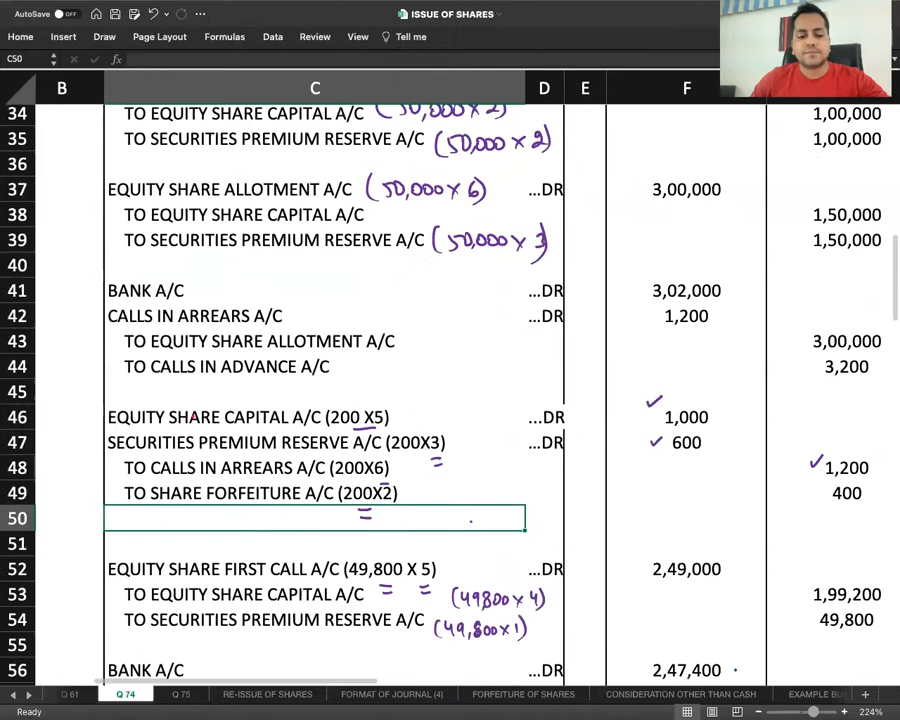 AutoSave OFF ISSUE OF SHARES
Home Insert Draw Page Layout Formulas Data Review View Tell me
C50 fx
B C D E F
34 TO EQUITY SHARE CAPITAL A/C (50,000 x 2) 1,00,000
35 TO SECURITIES PREMIUM RESERVE A/C (50,000 x 2) 1,00,000
36
37 EQUITY SHARE ALLOTMENT A/C (50,000 x 6) ...DR 3,00,000
38 TO EQUITY SHARE CAPITAL A/C 1,50,000
39 TO SECURITIES PREMIUM RESERVE A/C (50,000 x 3) 1,50,000
40
41 BANK A/C ...DR 3,02,000
42 CALLS IN ARREARS A/C ...DR 1,200
43 TO EQUITY SHARE ALLOTMENT A/C 3,00,000
44 TO CALLS IN ADVANCE A/C 3,200
45
46 EQUITY SHARE CAPITAL A/C (200 X5) ...DR 1,000
47 SECURITIES PREMIUM RESERVE A/C (200X3) ...DR 600
48 TO CALLS IN ARREARS A/C (200X6) 1,200
49 TO SHARE FORFEITURE A/C (200X2) 400
50
51
52 EQUITY SHARE FIRST CALL A/C (49,800 X 5) ...DR 2,49,000
53 TO EQUITY SHARE CAPITAL A/C (49800 x 4) 1,99,200
54 TO SECURITIES PREMIUM RESERVE A/C (49,800 x 1) 49,800
55
56 BANK A/C ...DR 2,47,400
Q 61 Q 74 Q 75 RE-ISSUE OF SHARES FORMAT OF JOURNAL (4) FORFEITURE OF SHARES CONSIDERATION OTHER THAN CASH EXAMPLE BU
Ready 224%